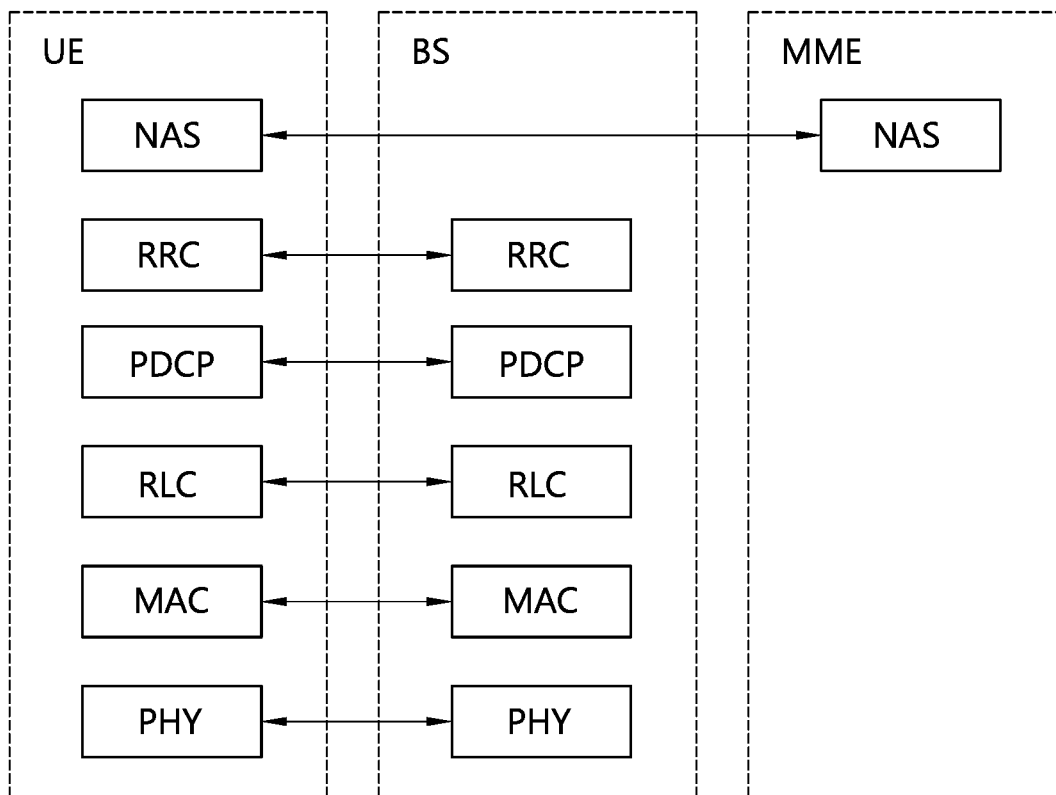 UE BS MME
NAS NAS
RRC RRC
PDCP PDCP
RLC RLC
MAC MAC
PHY PHY